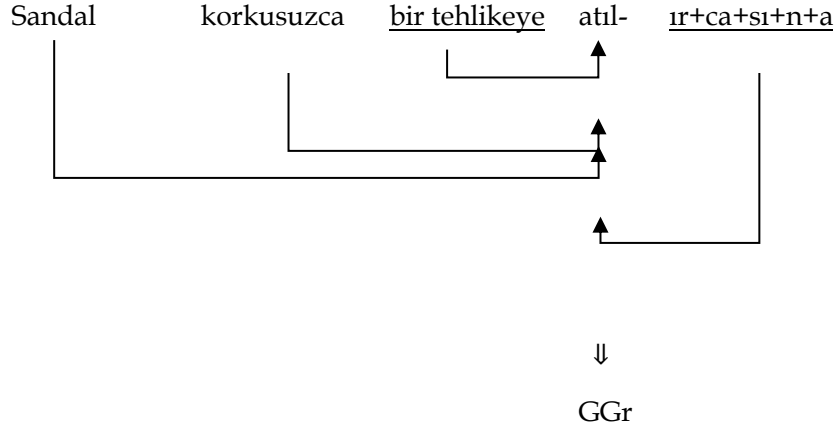 Sandal korkusuzca bir tehlikeye atıl- ır+ca+sı+n+a
⇓
GGr